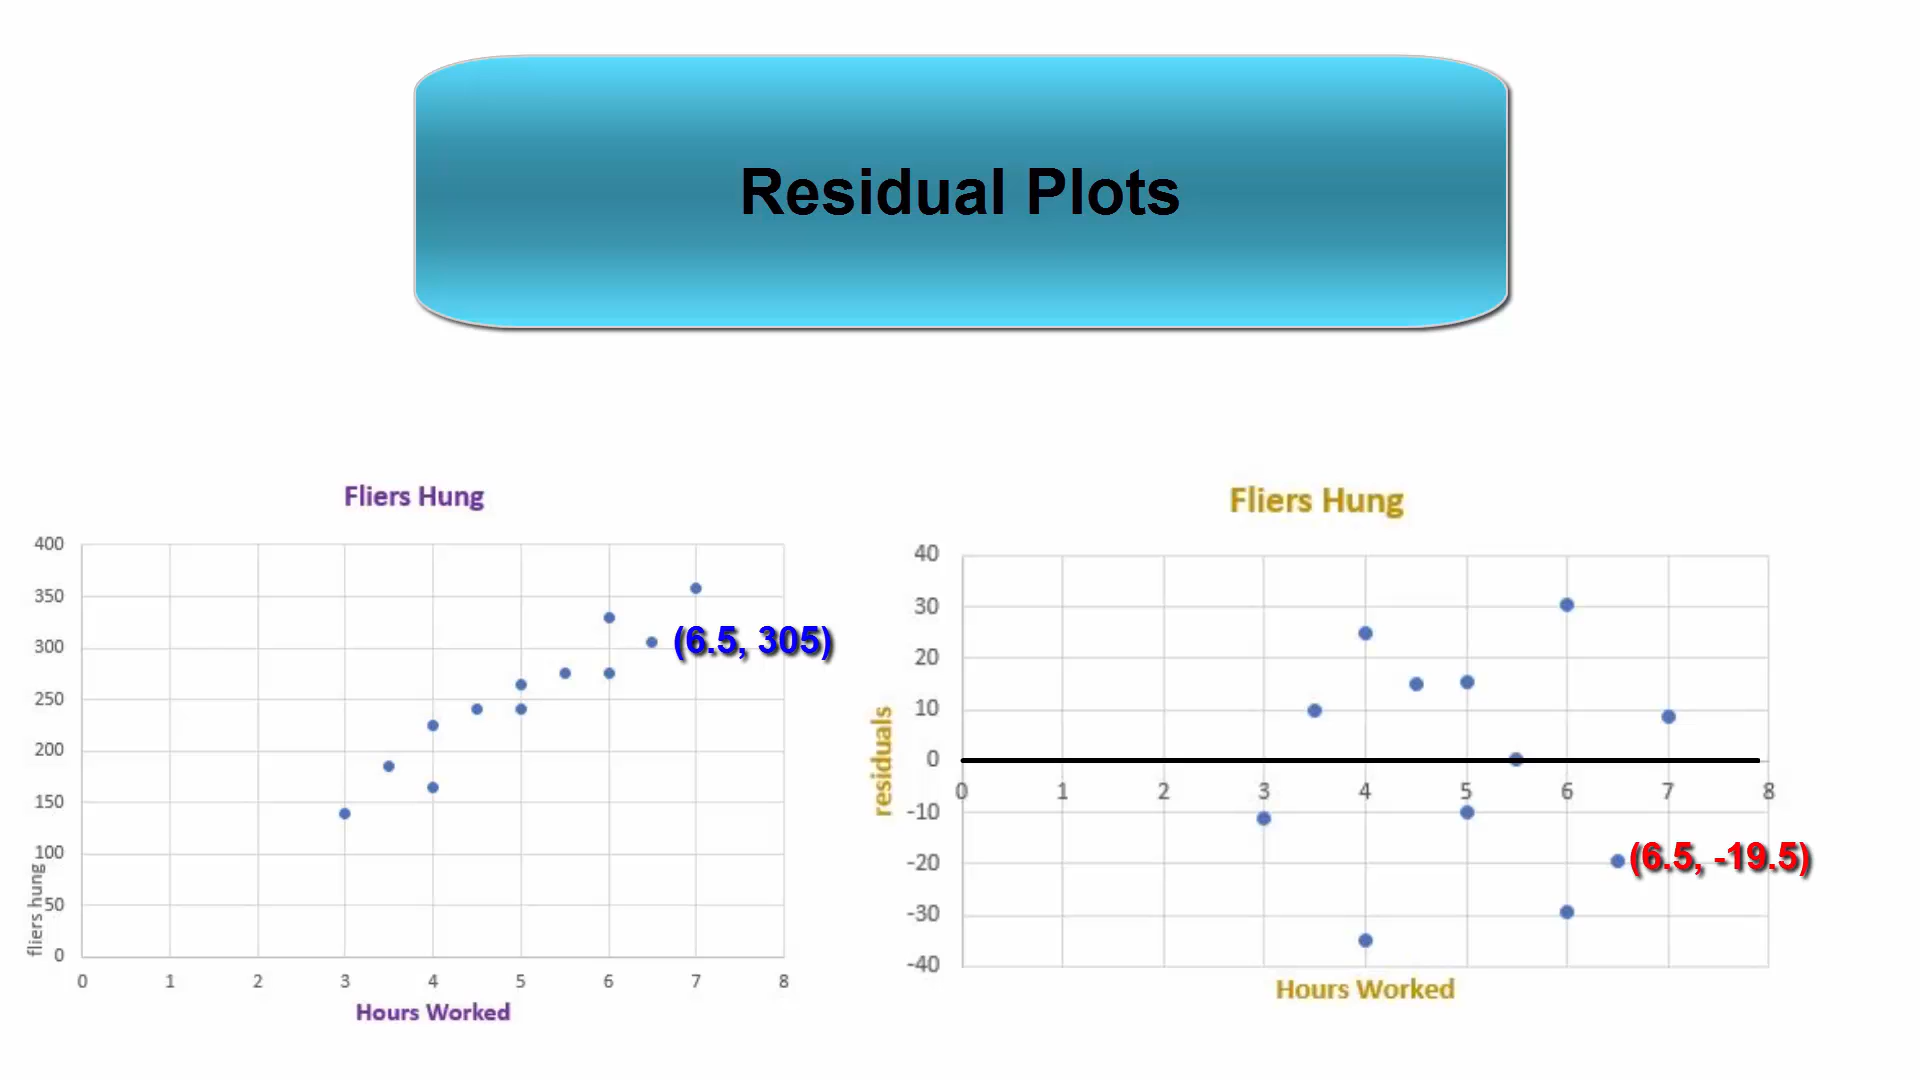 Residual Plots
Fliers Hung
400
350
300
250
200
150
100
50
0
fliers hung
0 1 2 3 4 5 6 7 8
Hours Worked
(6.5, 305)
Fliers Hung
40
30
20
10
0
-10
-20
-30
-40
residuals
0 1 2 3 4 5 6 7 8
(6.5, -19.5)
Hours Worked